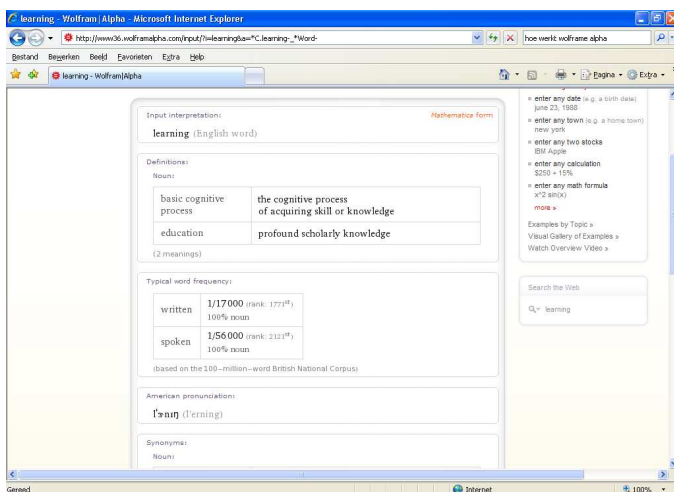 learning - Wolfram|Alpha - Microsoft Internet Explorer
http://www36.wolframalpha.com/input/?i=learning&a=*C.learning-_*Word-
hoe werkt wolframe alpha
Bestand Bewerken Beeld Favorieten Extra Help
learning - Wolfram|Alpha
Pagina Extra
Input interpretation:
Mathematica form
learning (English word)
Definitions:
Noun:
basic cognitive process
the cognitive process
of acquiring skill or knowledge
education
profound scholarly knowledge
(2 meanings)
Typical word frequency:
written
1/17000 (rank: 1771st)
100% noun
spoken
1/56000 (rank: 2121st)
100% noun
(based on the 100-million-word British National Corpus)
American pronunciation:
l'ɝnɪŋ (l'erning)
Synonyms:
Noun:
enter any date (e.g. a birth date)
june 23, 1988
enter any town (e.g. a home town)
new york
enter any two stocks
IBM Apple
enter any calculation
$250 + 15%
enter any math formula
x^2 sin(x)
more »
Examples by Topic »
Visual Gallery of Examples »
Watch Overview Video »
Search the Web
learning
Gereed
Internet
100%